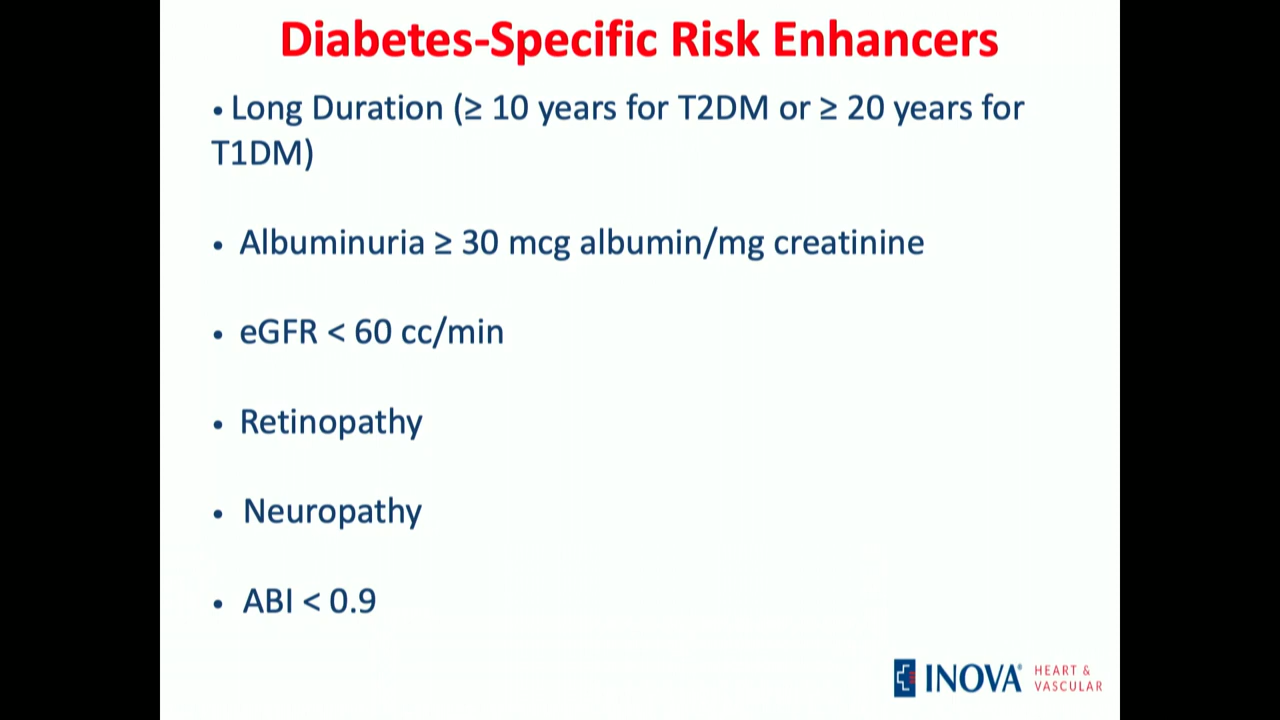 Diabetes-Specific Risk Enhancers
• Long Duration (≥ 10 years for T2DM or ≥ 20 years for
T1DM)
• Albuminuria ≥ 30 mcg albumin/mg creatinine
• eGFR < 60 cc/min
• Retinopathy
• Neuropathy
• ABI < 0.9
INOVA® HEART &
VASCULAR